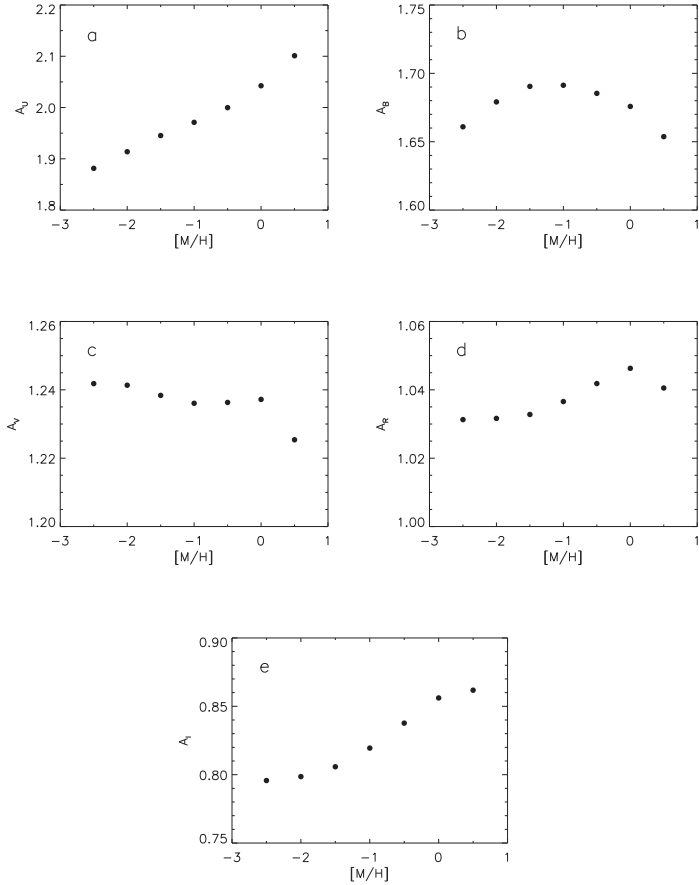 a
2.1
2.0
1.9
1.8
A_U
−3 −2 −1 0 1
[M/H]
b
1.75
1.70
1.65
1.60
A_B
−3 −2 −1 0 1
[M/H]
c
1.26
1.24
1.22
1.20
A_V
−3 −2 −1 0 1
[M/H]
d
1.06
1.04
1.02
1.00
A_R
−3 −2 −1 0 1
[M/H]
e
0.90
0.85
0.80
0.75
A_I
−3 −2 −1 0 1
[M/H]